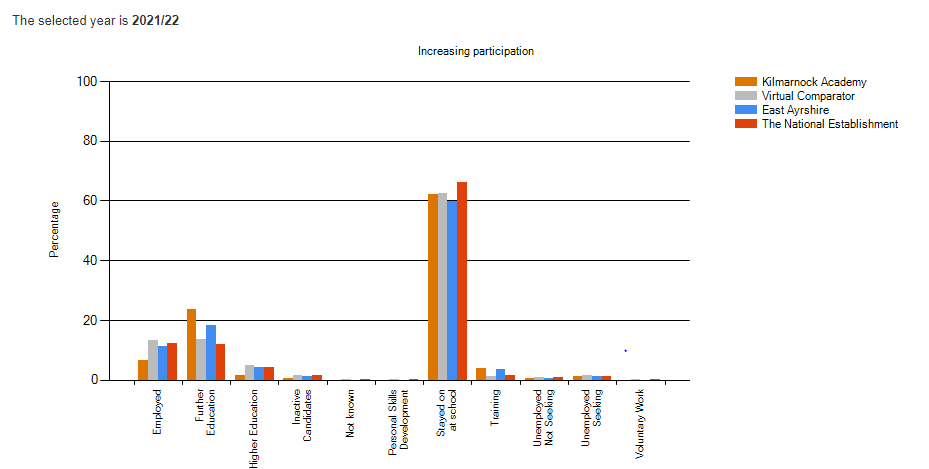 The selected year is 2021/22
Increasing participation
100
80
60
40
20
0
Percentage
Employed
Further
Education
Higher Education
Inactive
Candidates
Not known
Personal Skills
Development
Stayed on
at school
Training
Unemployed
Not Seeking
Unemployed
Seeking
Voluntary Work
Kilmarnock Academy
Virtual Comparator
East Ayrshire
The National Establishment